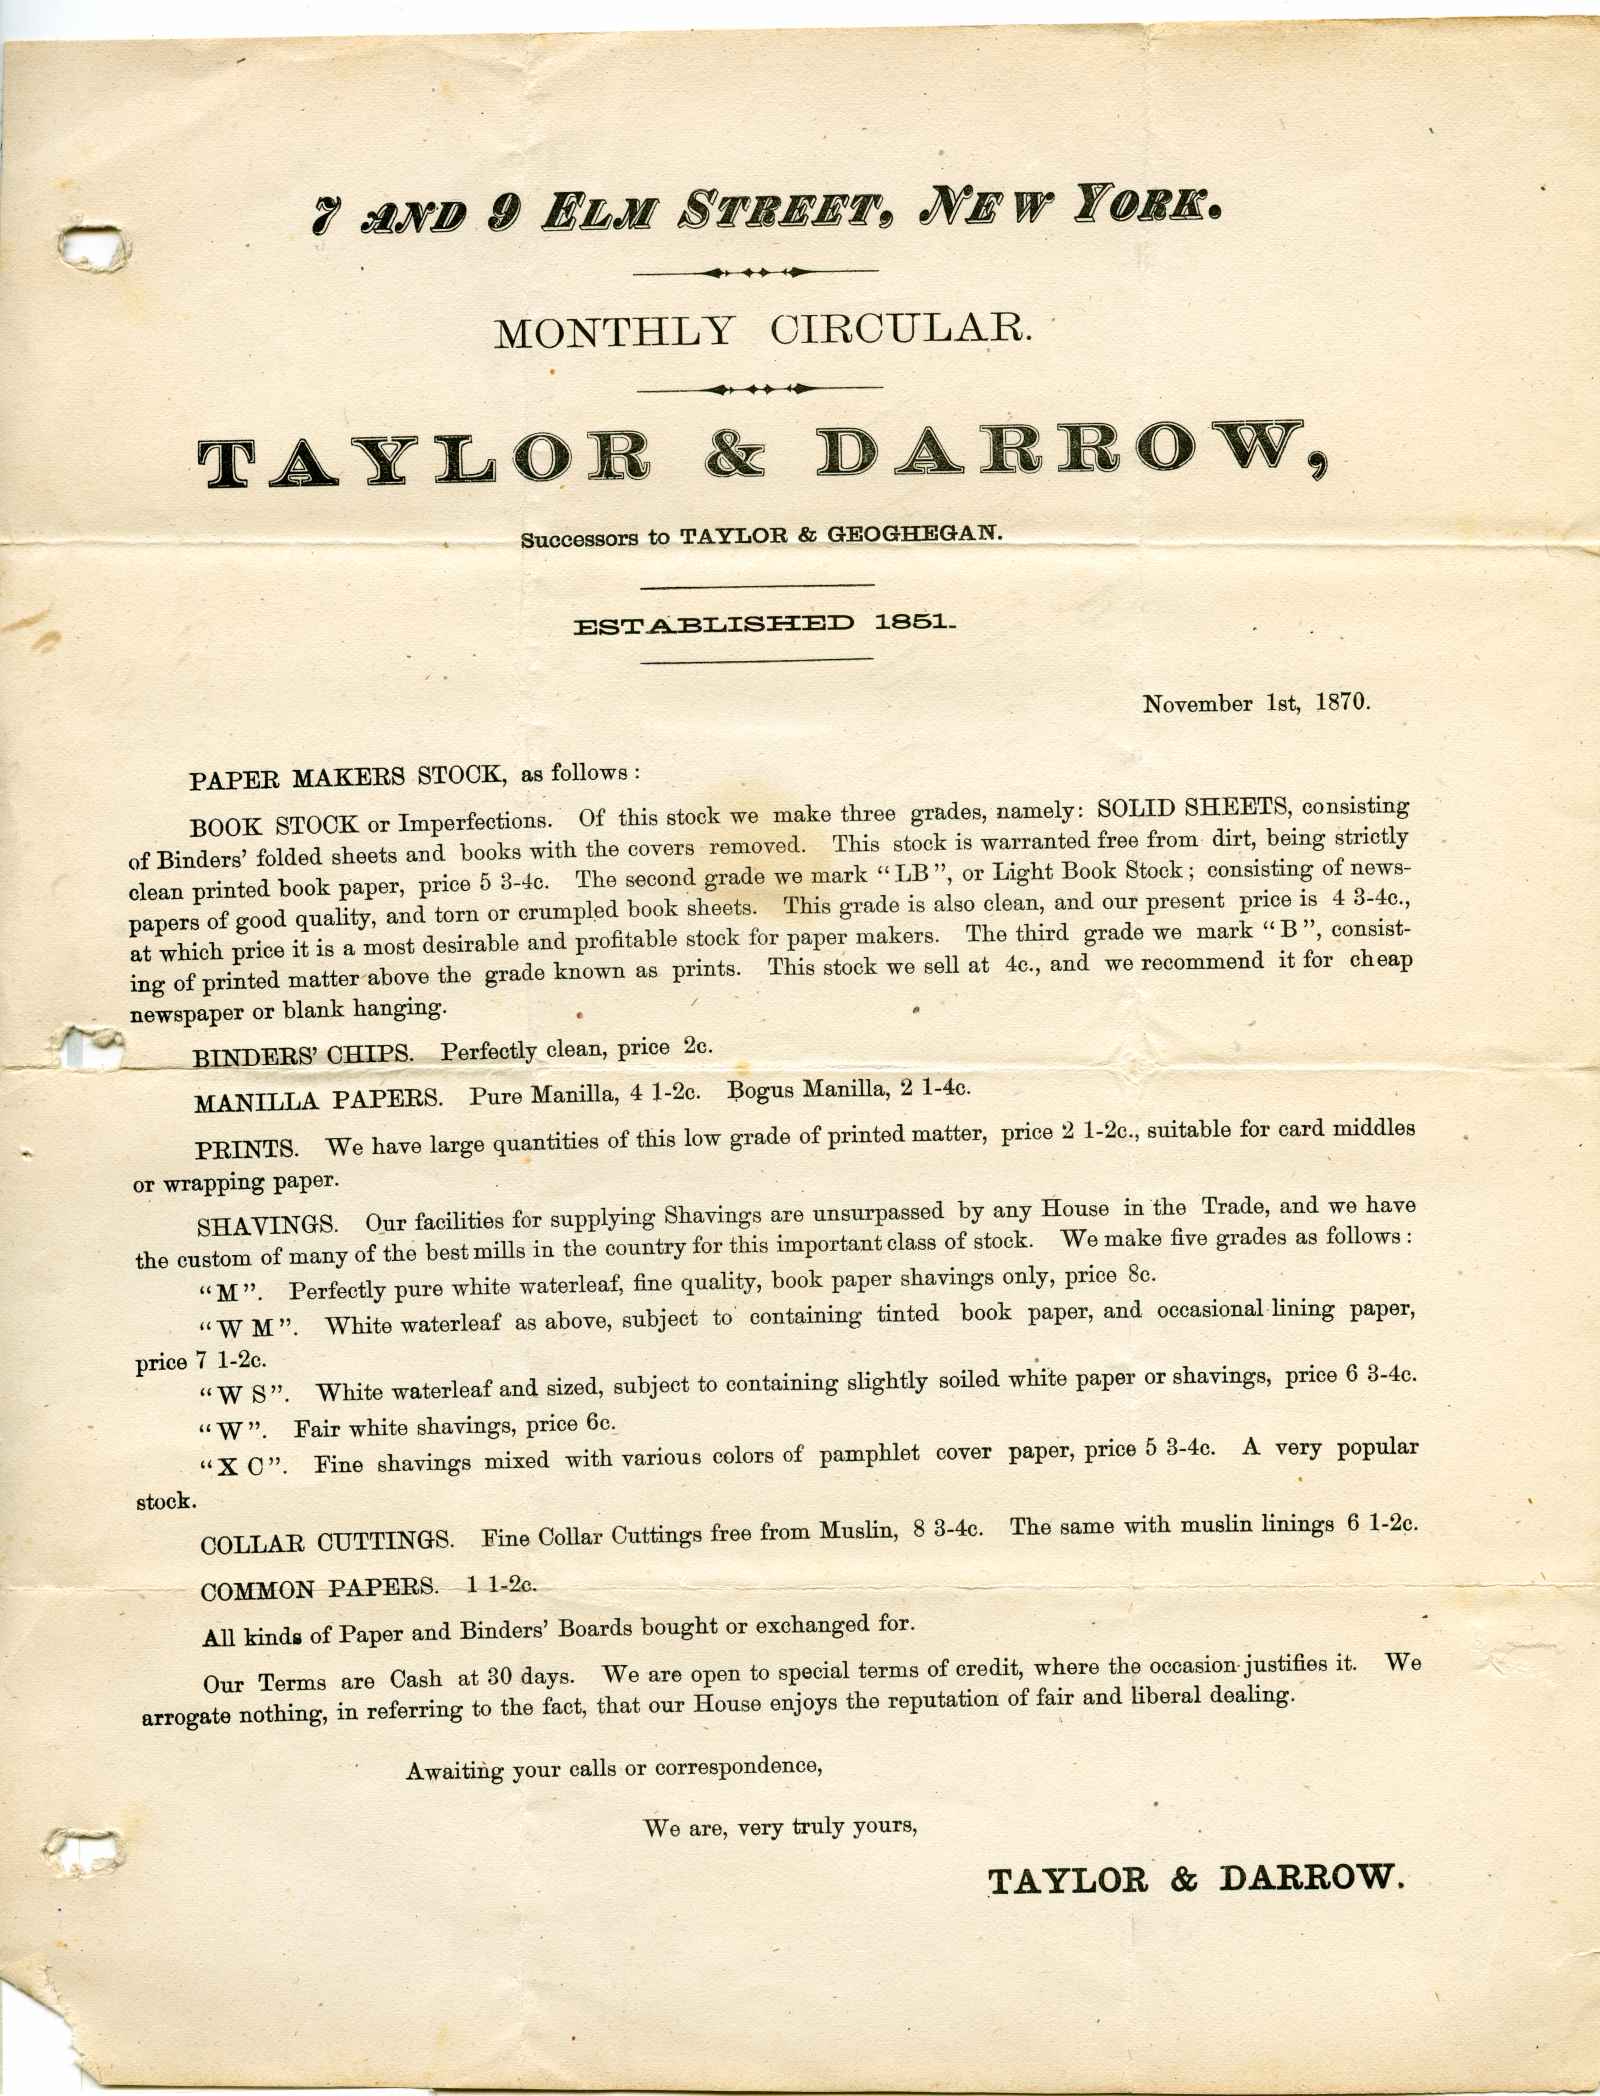 7 AND 9 ELM STREET, NEW YORK.
MONTHLY CIRCULAR.
TAYLOR & DARROW,
Successors to TAYLOR & GEOGHEGAN.
ESTABLISHED 1851.
November 1st, 1870.
PAPER MAKERS STOCK, as follows:
BOOK STOCK or Imperfections. Of this stock we make three grades, namely: SOLID SHEETS, consisting
of Binders' folded sheets and books with the covers removed. This stock is warranted free from dirt, being strictly
clean printed book paper, price 5 3-4c. The second grade we mark "LB", or Light Book Stock; consisting of news-
papers of good quality, and torn or crumpled book sheets. This grade is also clean, and our present price is 4 3-4c.,
at which price it is a most desirable and profitable stock for paper makers. The third grade we mark "B", consist-
ing of printed matter above the grade known as prints. This stock we sell at 4c., and we recommend it for cheap
newspaper or blank hanging.
BINDERS' CHIPS. Perfectly clean, price 2c.
MANILLA PAPERS. Pure Manilla, 4 1-2c. Bogus Manilla, 2 1-4c.
PRINTS. We have large quantities of this low grade of printed matter, price 2 1-2c., suitable for card middles
or wrapping paper.
SHAVINGS. Our facilities for supplying Shavings are unsurpassed by any House in the Trade, and we have
the custom of many of the best mills in the country for this important class of stock. We make five grades as follows:
"M". Perfectly pure white waterleaf, fine quality, book paper shavings only, price 8c.
"W M". White waterleaf as above, subject to containing tinted book paper, and occasional lining paper,
price 7 1-2c.
"W S". White waterleaf and sized, subject to containing slightly soiled white paper or shavings, price 6 3-4c.
"W". Fair white shavings, price 6c.
"X C". Fine shavings mixed with various colors of pamphlet cover paper, price 5 3-4c. A very popular
stock.
COLLAR CUTTINGS. Fine Collar Cuttings free from Muslin, 8 3-4c. The same with muslin linings 6 1-2c.
COMMON PAPERS. 1 1-2c.
All kinds of Paper and Binders' Boards bought or exchanged for.
Our Terms are Cash at 30 days. We are open to special terms of credit, where the occasion justifies it. We
arrogate nothing, in referring to the fact, that our House enjoys the reputation of fair and liberal dealing.
Awaiting your calls or correspondence,
We are, very truly yours,
TAYLOR & DARROW.